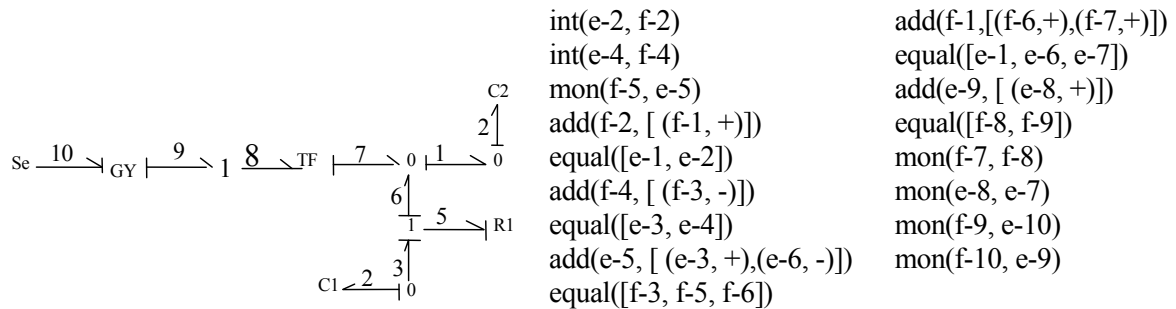 int(e-2, f-2)
int(e-4, f-4)
mon(f-5, e-5)
add(f-2, [ (f-1, +)])
equal([e-1, e-2])
add(f-4, [ (f-3, -)])
equal([e-3, e-4])
add(e-5, [ (e-3, +),(e-6, -)])
equal([f-3, f-5, f-6])
add(f-1,[(f-6,+),(f-7,+)])
equal([e-1, e-6, e-7])
add(e-9, [ (e-8, +)])
equal([f-8, f-9])
mon(f-7, f-8)
mon(e-8, e-7)
mon(f-9, e-10)
mon(f-10, e-9)
C2
2
Se 10 GY 9 1 8 TF 7 0 1 0
6
1 5 R1
3
C1 2 0